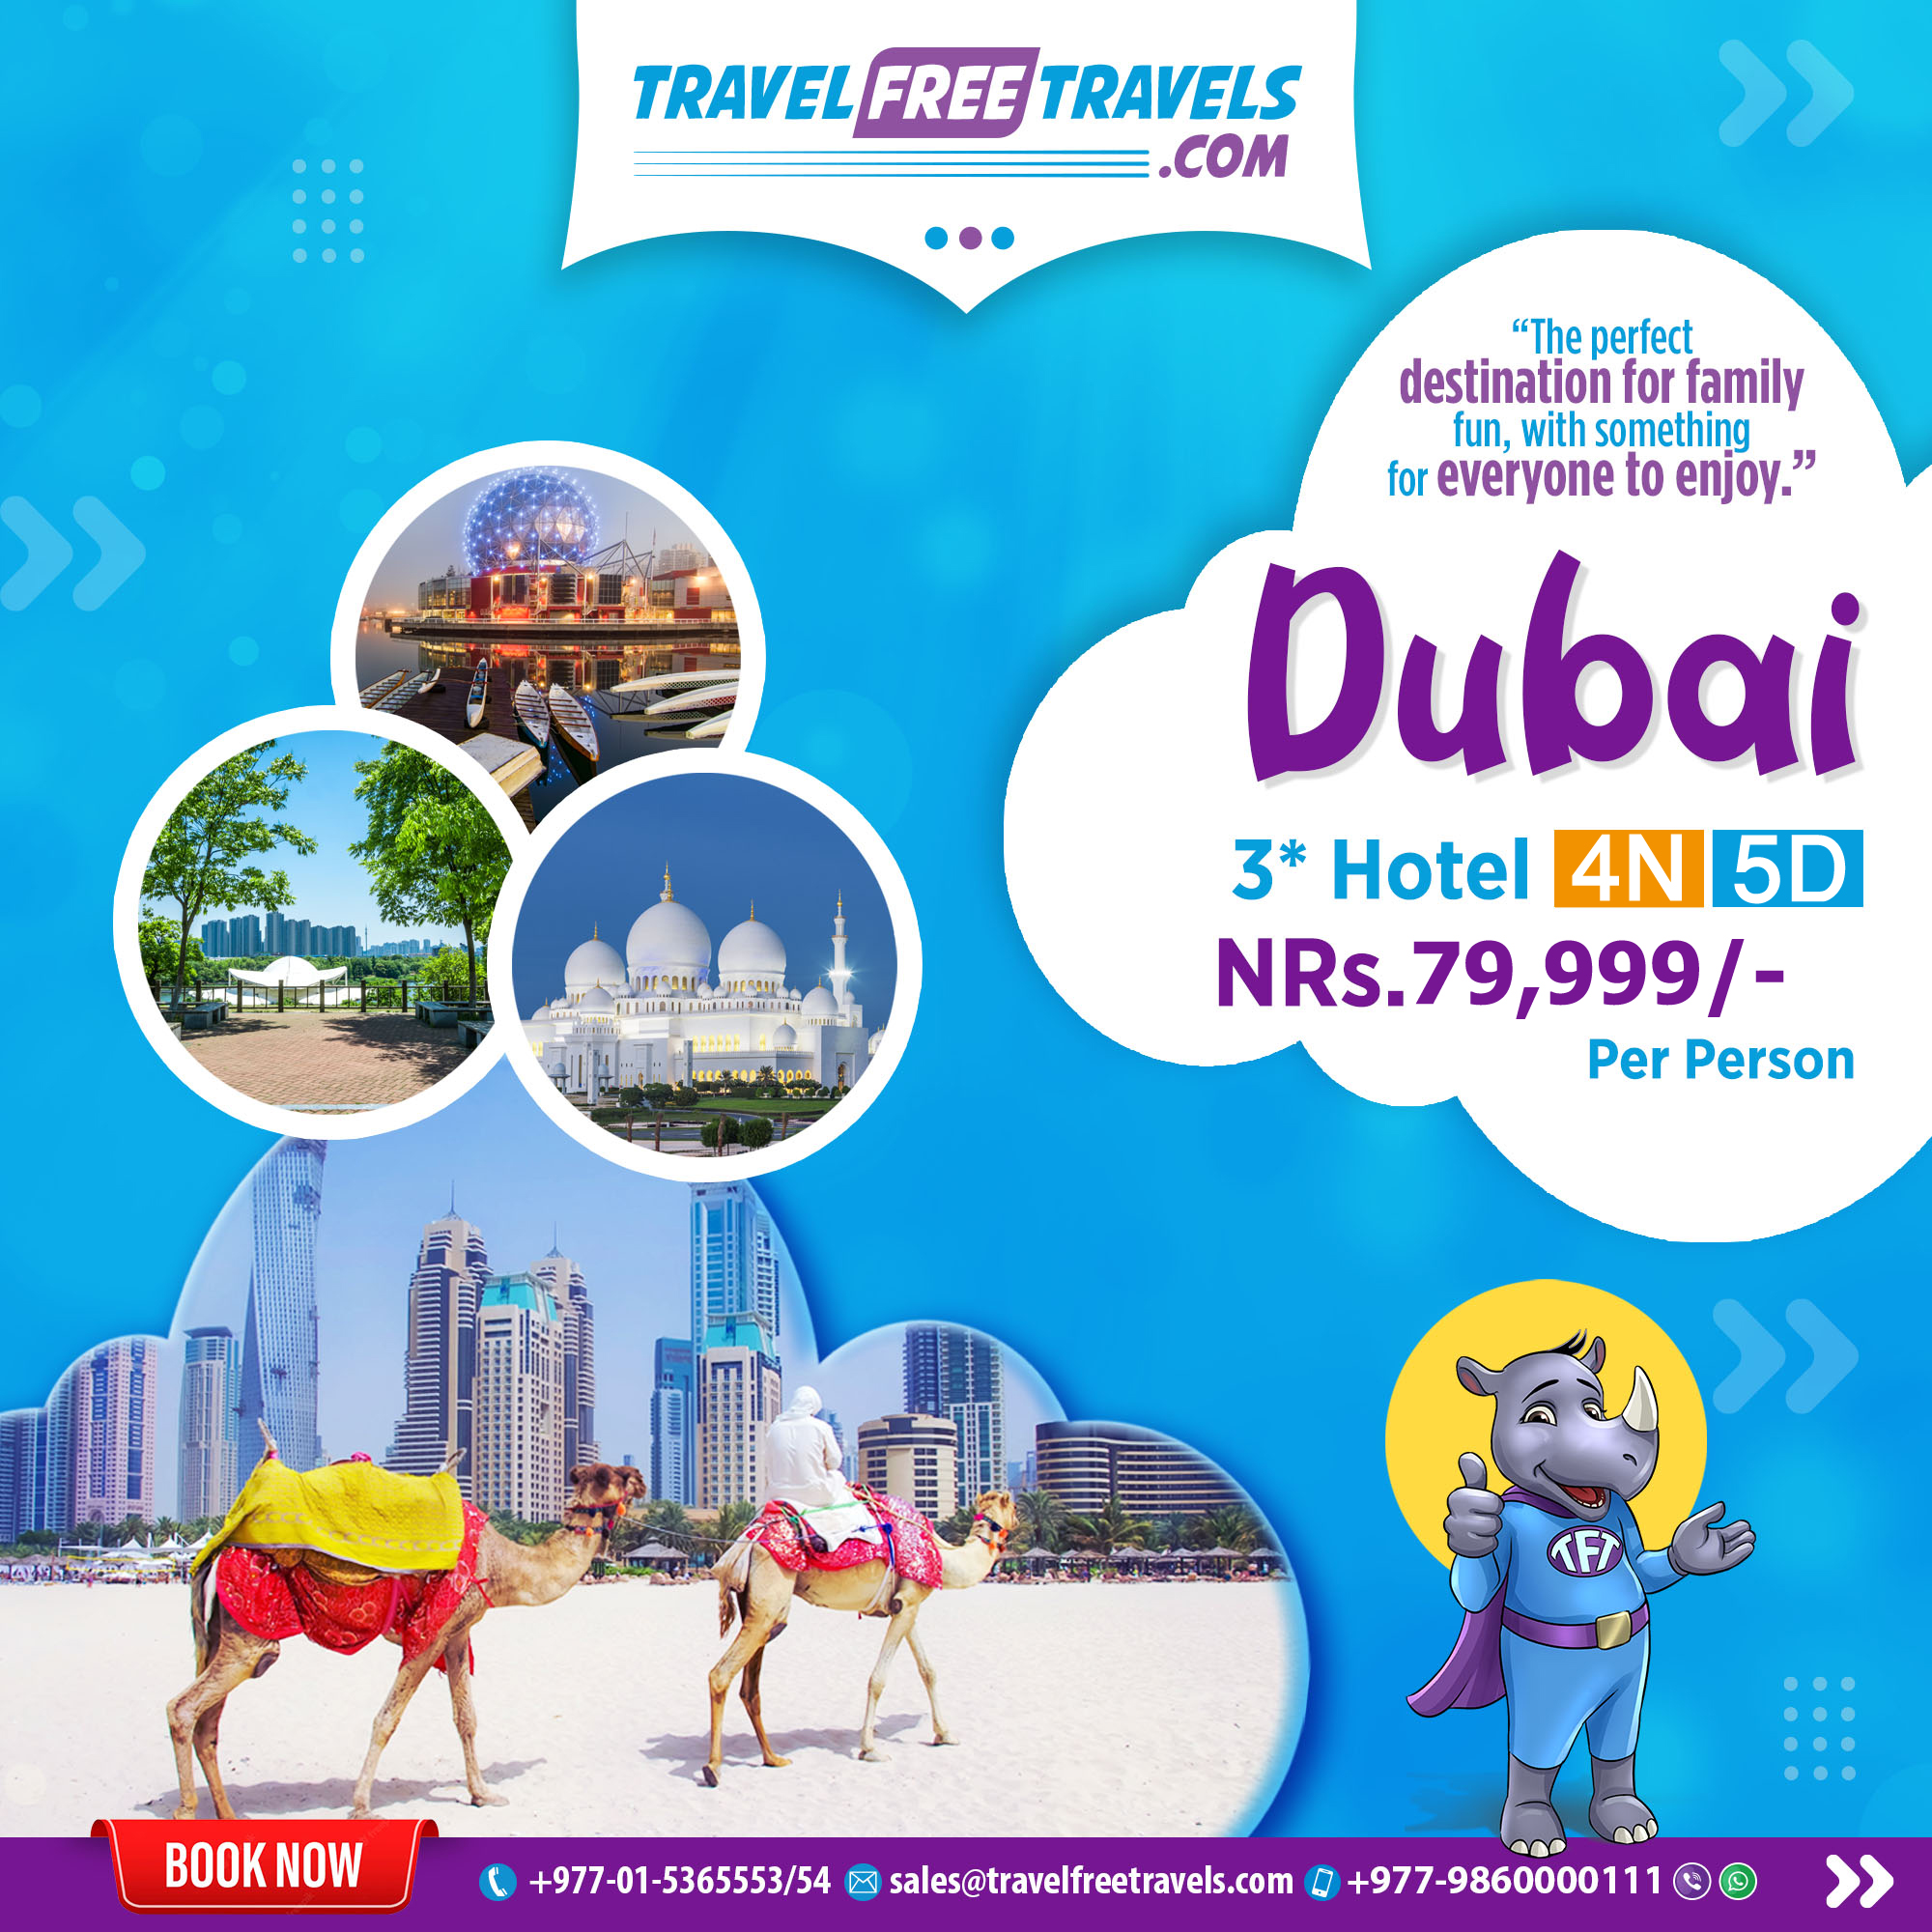 TRAVEL FREE TRAVELS
.COM
“The perfect
destination for family
fun, with something
for everyone to enjoy.”
Dubai
3* Hotel 4N 5D
NRs.79,999/-
Per Person
TFT
BOOK NOW
+977-01-5365553/54 sales@travelfreetravels.com +977-9860000111